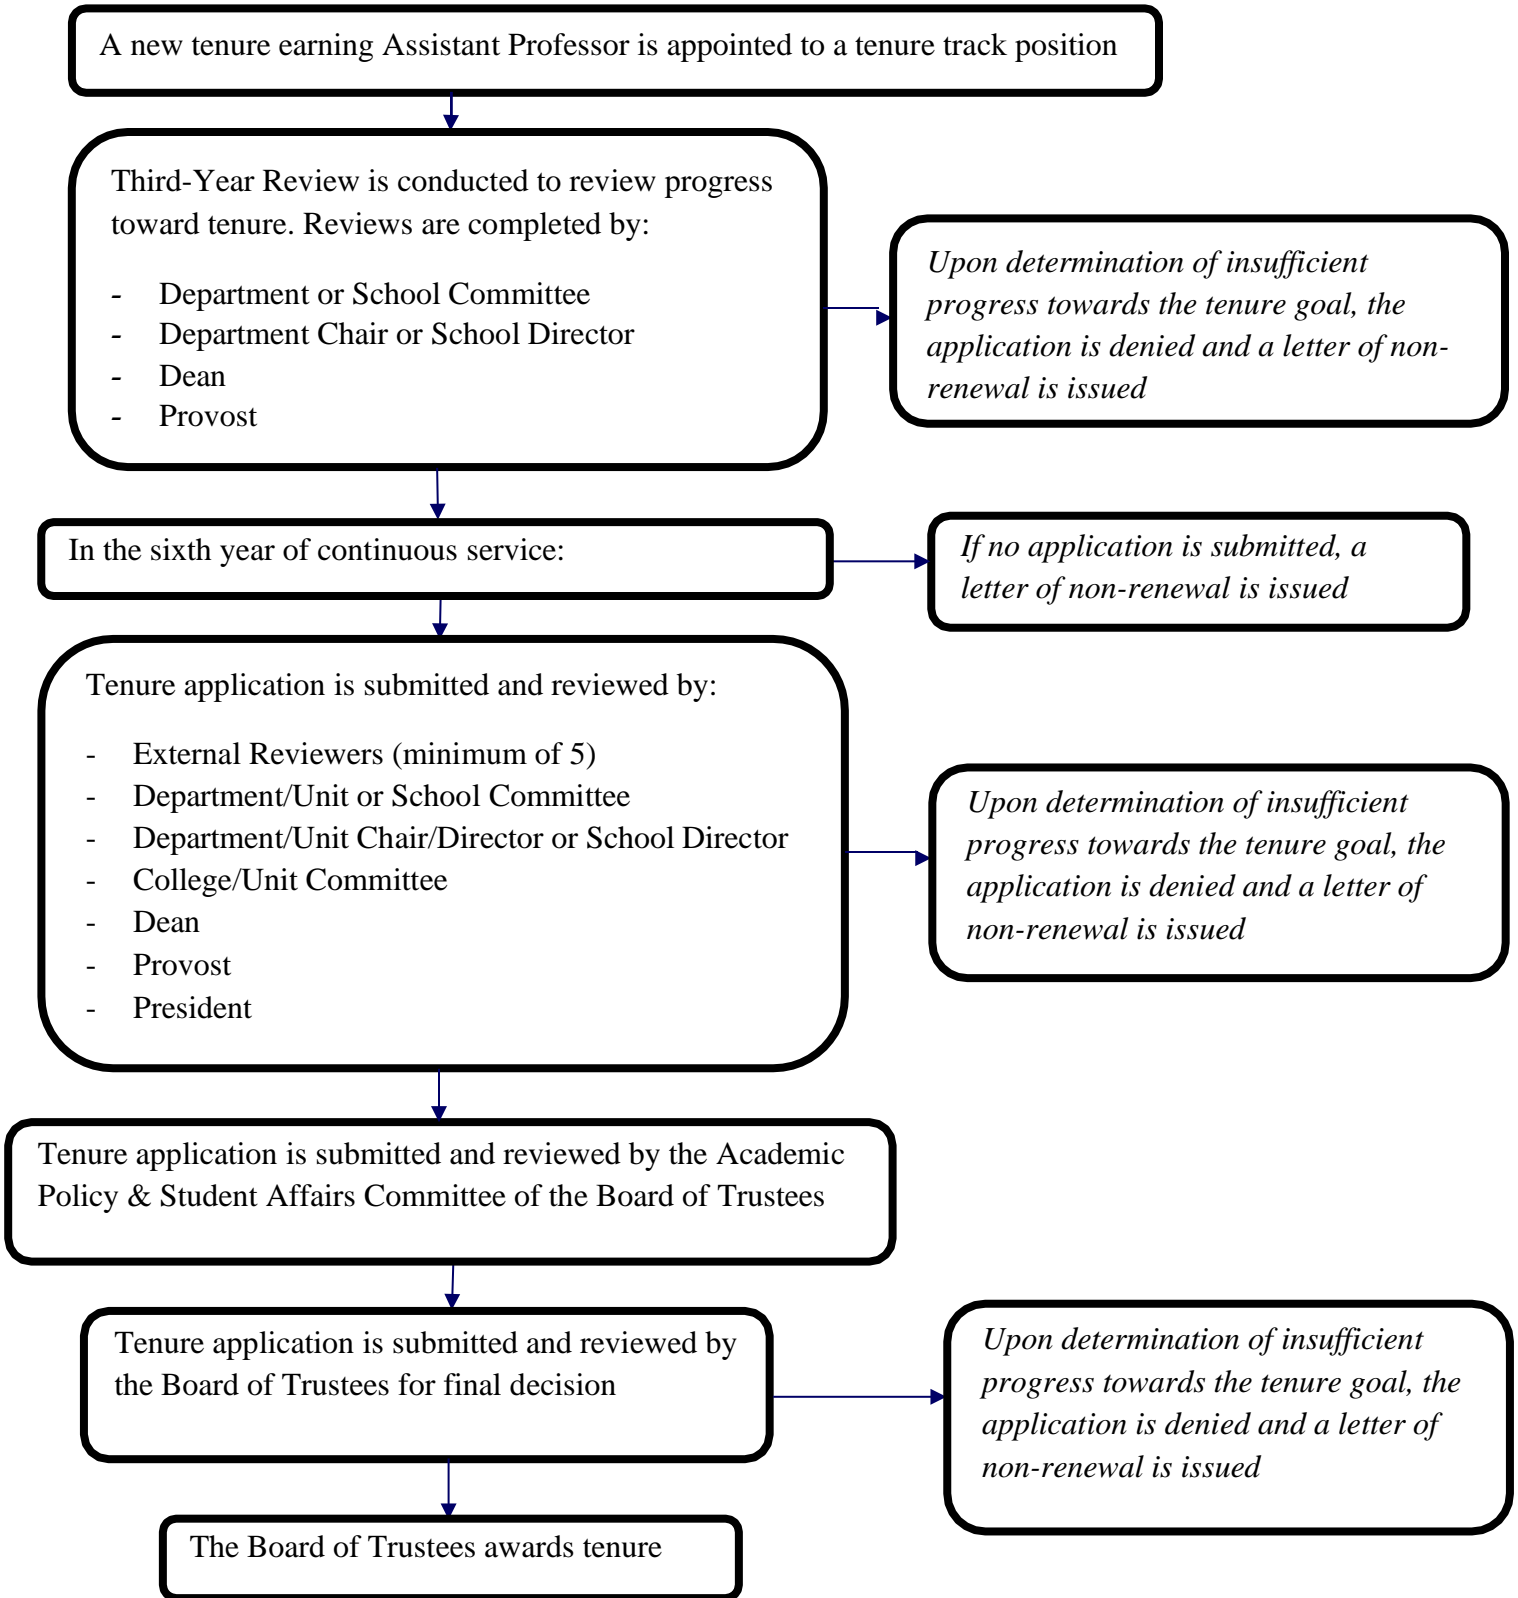 A new tenure earning Assistant Professor is appointed to a tenure track position
Third-Year Review is conducted to review progress
toward tenure. Reviews are completed by:
- Department or School Committee
- Department Chair or School Director
- Dean
- Provost
Upon determination of insufficient
progress towards the tenure goal, the
application is denied and a letter of non-
renewal is issued
In the sixth year of continuous service:
If no application is submitted, a
letter of non-renewal is issued
Tenure application is submitted and reviewed by:
- External Reviewers (minimum of 5)
- Department/Unit or School Committee
- Department/Unit Chair/Director or School Director
- College/Unit Committee
- Dean
- Provost
- President
Upon determination of insufficient
progress towards the tenure goal, the
application is denied and a letter of
non-renewal is issued
Tenure application is submitted and reviewed by the Academic
Policy & Student Affairs Committee of the Board of Trustees
Tenure application is submitted and reviewed by
the Board of Trustees for final decision
Upon determination of insufficient
progress towards the tenure goal, the
application is denied and a letter of
non-renewal is issued
The Board of Trustees awards tenure